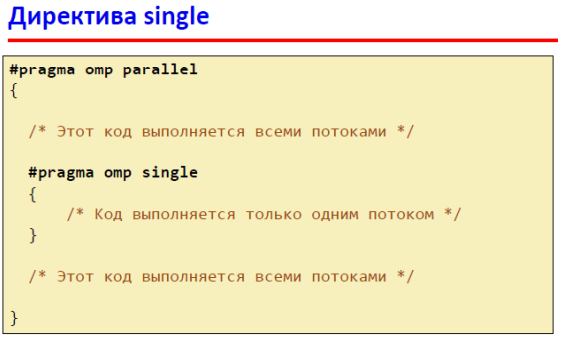 Директива single
#pragma omp parallel
{
/* Этот код выполняется всеми потоками */
#pragma omp single
{
/* Код выполняется только одним потоком */
}
/* Этот код выполняется всеми потоками */
}